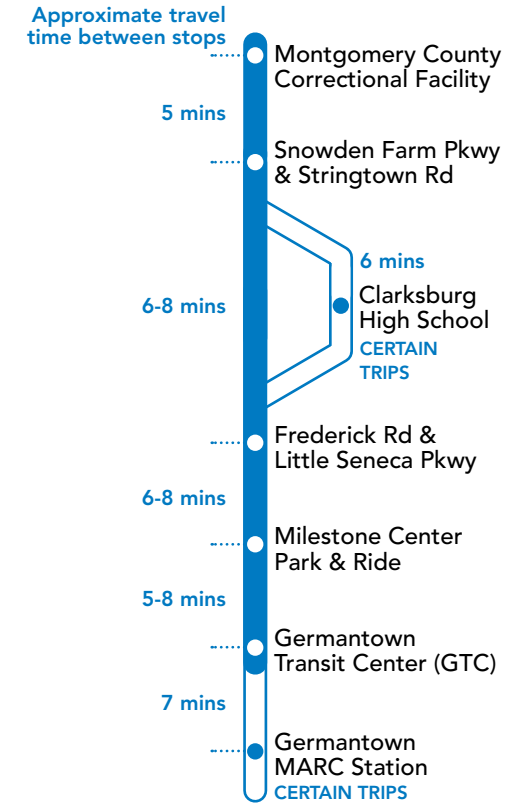 Approximate travel
time between stops
Montgomery County
Correctional Facility
5 mins
Snowden Farm Pkwy
& Stringtown Rd
6 mins
6-8 mins
Clarksburg
High School
CERTAIN
TRIPS
Frederick Rd &
Little Seneca Pkwy
6-8 mins
Milestone Center
Park & Ride
5-8 mins
Germantown
Transit Center (GTC)
7 mins
Germantown
MARC Station
CERTAIN TRIPS